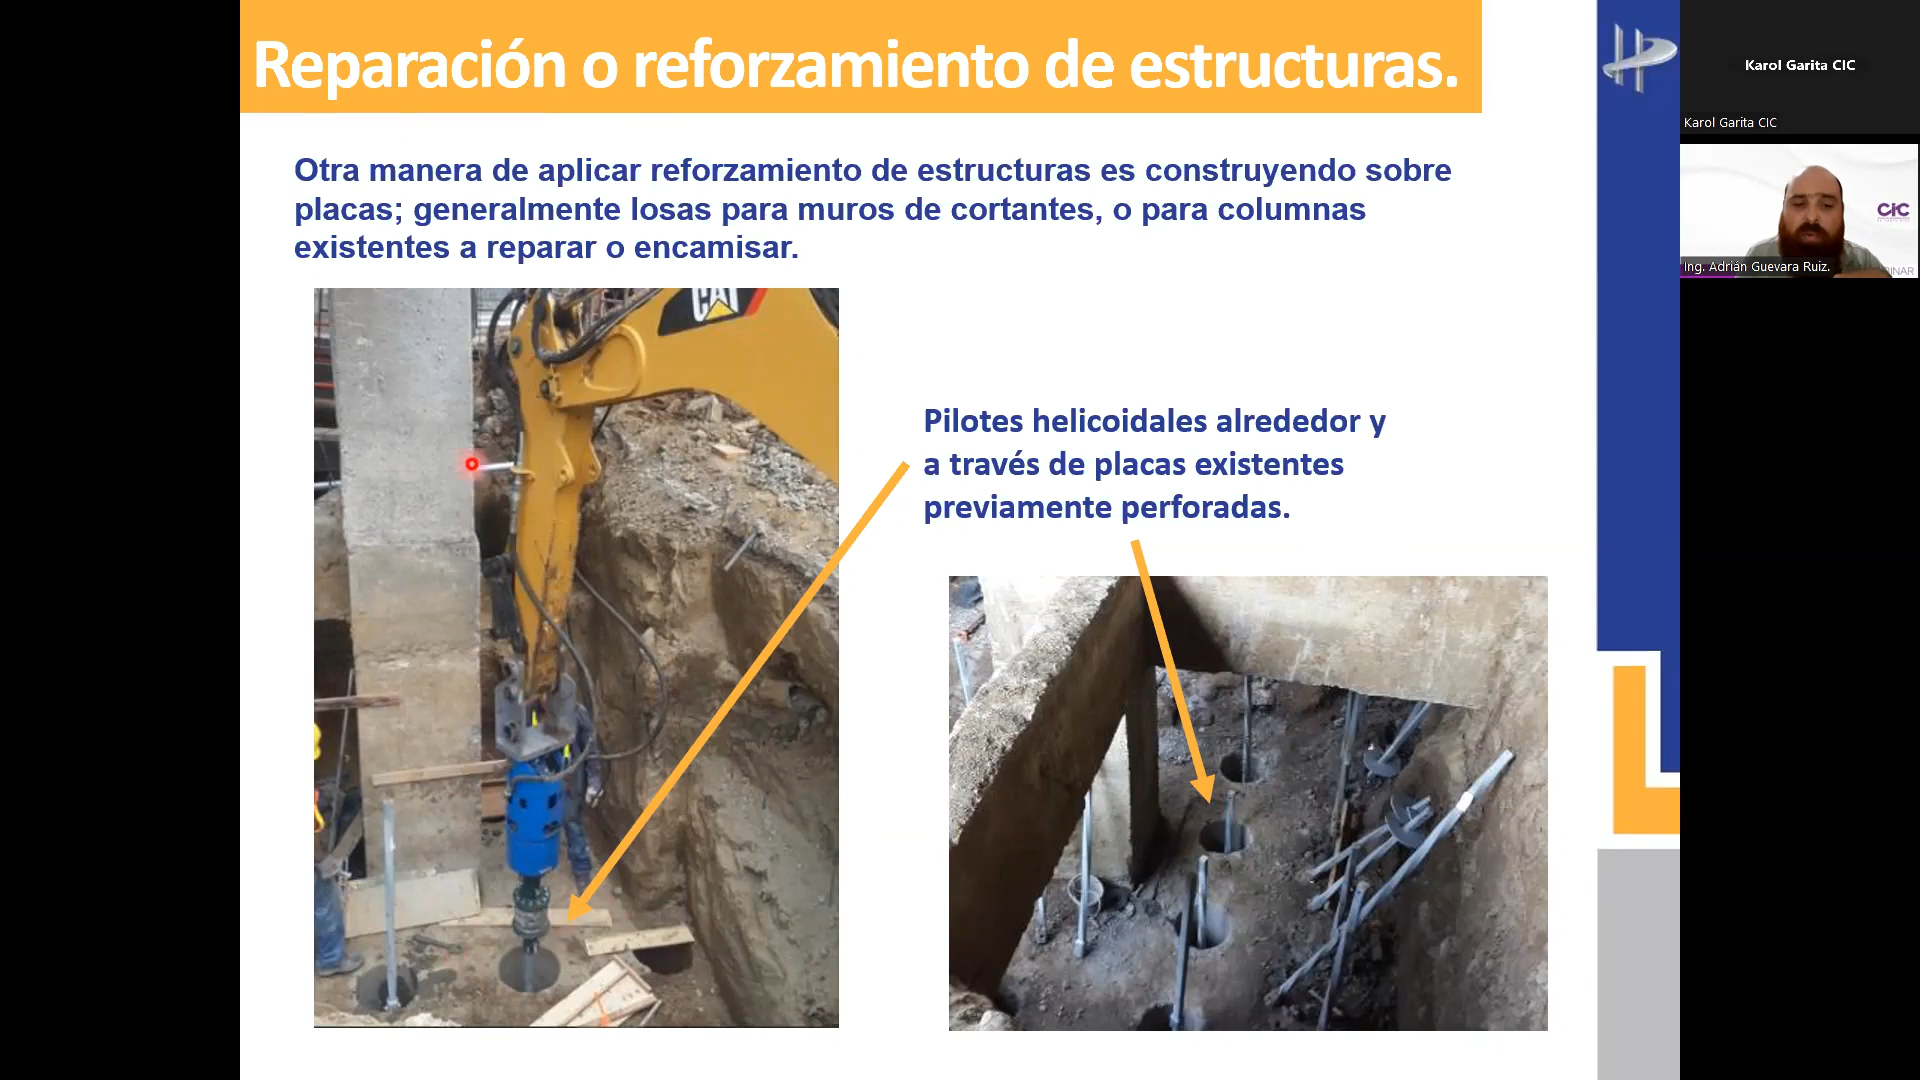 Reparación o reforzamiento de estructuras.
Otra manera de aplicar reforzamiento de estructuras es construyendo sobre
placas; generalmente losas para muros de cortantes, o para columnas
existentes a reparar o encamisar.
CAT
Pilotes helicoidales alrededor y
a través de placas existentes
previamente perforadas.
HP
Karol Garita CIC
Karol Garita CIC
CIC
Ing. Adrián Guevara Ruiz.